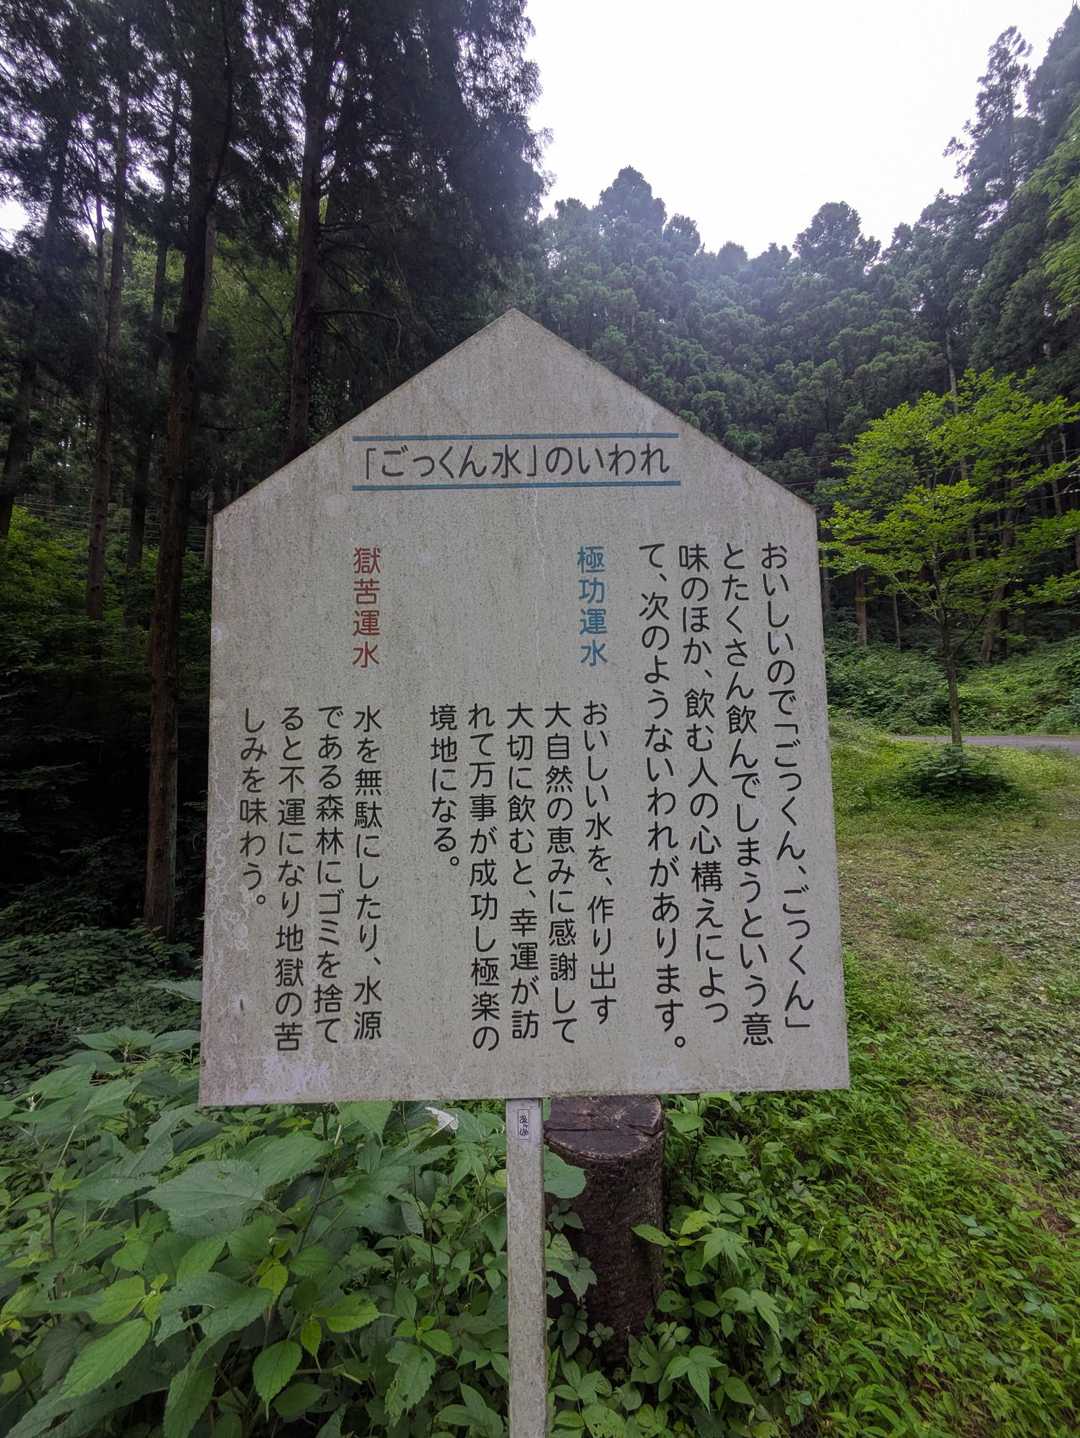 「ごっくん水」のいわれ
おいしいので「ごっくん、ごっくん」
とたくさん飲んでしまうという意
味のほか、飲む人の心構えによっ
て、次のようないわれがあります。
極功運水
おいしい水を、作り出す
大自然の恵みに感謝して
大切に飲むと、幸運が訪
れて万事が成功し極楽の
境地になる。
獄苦運水
水を無駄にしたり、水源
である森林にゴミを捨て
ると不運になり地獄の苦
しみを味わう。